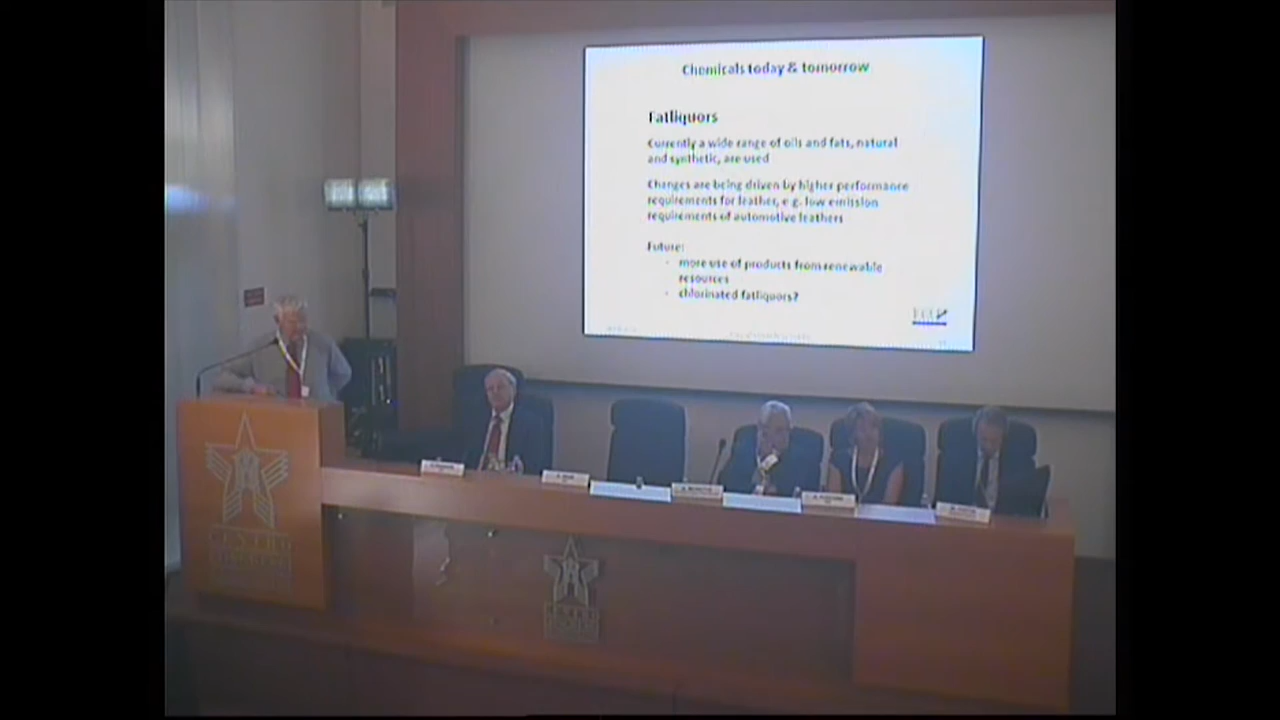 Chemicals today & tomorrow
Fatliquors
Currently a wide range of oils and fats, natural
and synthetic, are used
Changes are being driven by higher performance
requirements for leather, e.g. low emission
requirements of automotive leathers
Future:
- more use of products from renewable
resources
- chlorinated fatliquors?